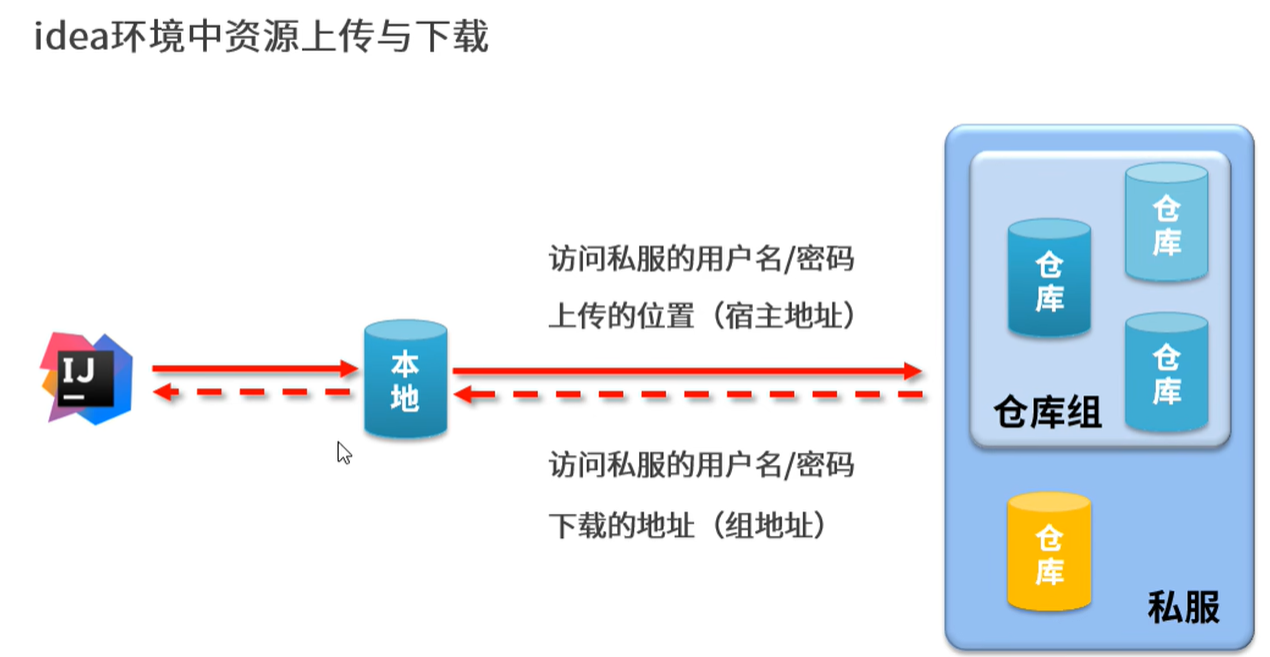 idea环境中资源上传与下载
访问私服的用户名/密码
上传的位置（宿主地址）
IJ
本地
访问私服的用户名/密码
下载的地址（组地址）
仓库
仓库
仓库
仓库组
仓库
私服